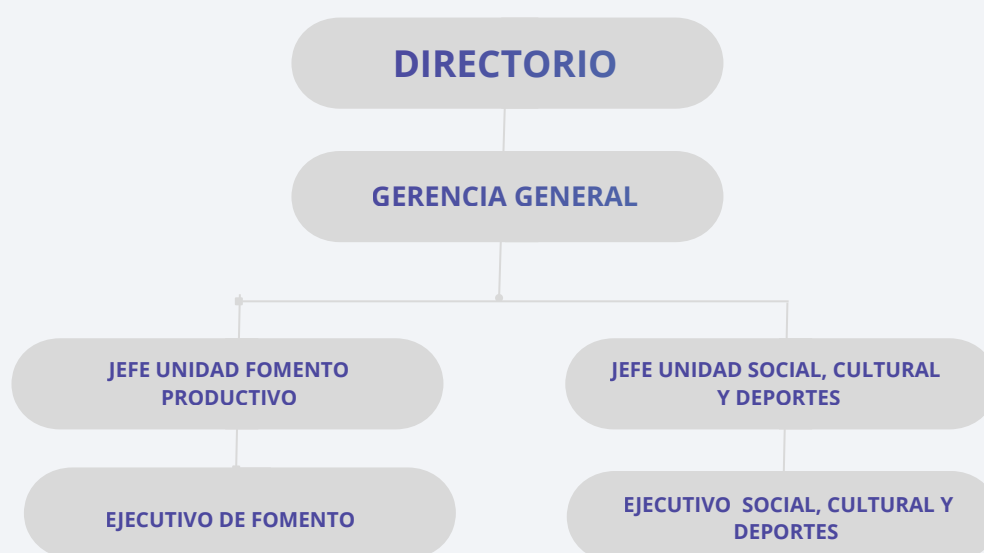 DIRECTORIO
GERENCIA GENERAL
JEFE UNIDAD FOMENTO
PRODUCTIVO
JEFE UNIDAD SOCIAL, CULTURAL
Y DEPORTES
EJECUTIVO DE FOMENTO
EJECUTIVO  SOCIAL, CULTURAL Y
DEPORTES